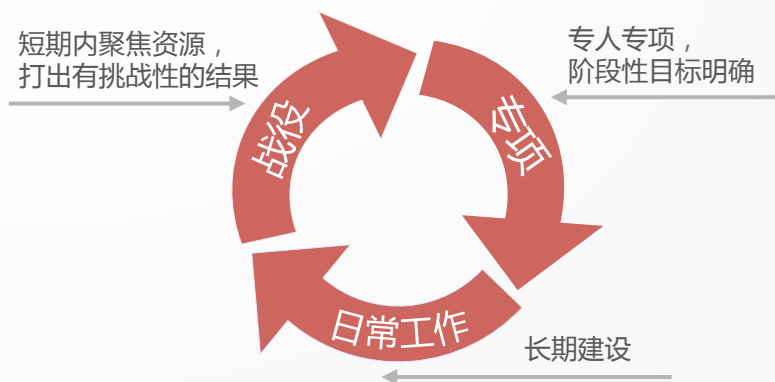 短期内聚焦资源，
打出有挑战性的结果
专人专项，
阶段性目标明确
战役
专项
日常工作
长期建设